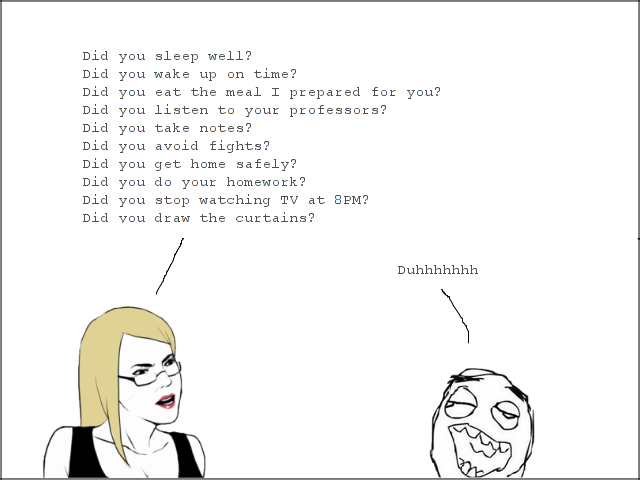 Did you sleep well?
Did you wake up on time?
Did you eat the meal I prepared for you?
Did you listen to your professors?
Did you take notes?
Did you avoid fights?
Did you get home safely?
Did you do your homework?
Did you stop watching TV at 8PM?
Did you draw the curtains?
Duhhhhhhh